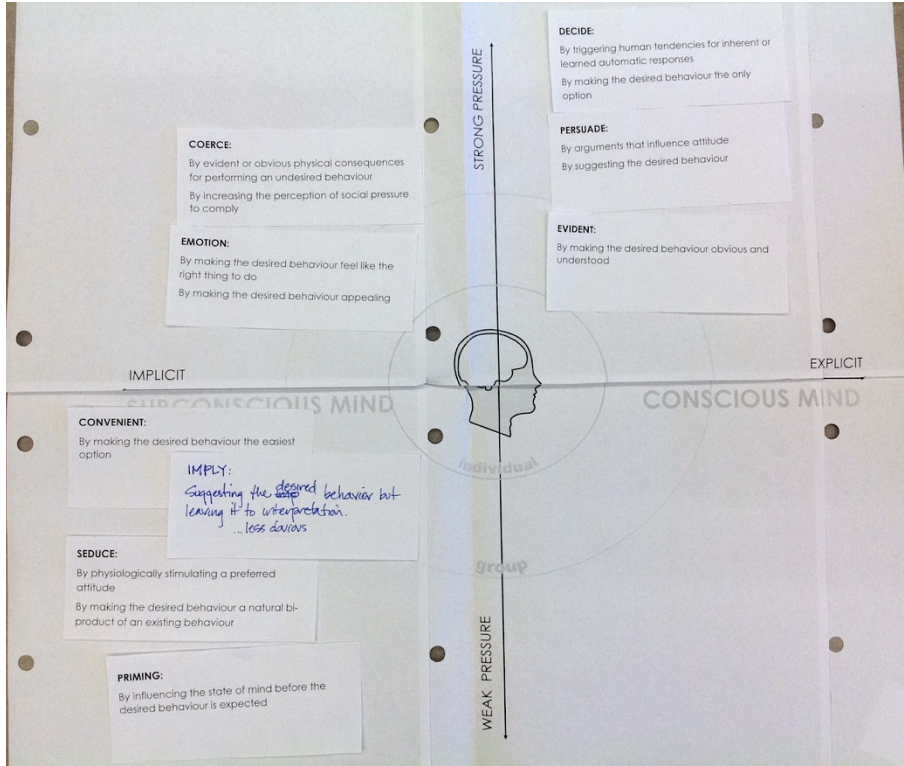 STRONG PRESSURE
DECIDE:
By triggering human tendencies for inherent or
learned automatic responses
By making the desired behaviour the only
option
PERSUADE:
By arguments that influence attitude
By suggesting the desired behaviour
EVIDENT:
By making the desired behaviour obvious and
understood
COERCE:
By evident or obvious physical consequences
for performing an undesired behaviour
By increasing the perception of social pressure
to comply
EMOTION:
By making the desired behaviour feel like the
right thing to do
By making the desired behaiviour appealing
IMPLICIT
EXPLICIT
SUBCONSCIOUS MIND
CONSCIOUS MIND
CONVENIENT:
By making the desired behaviour the easiest
option
IMPLY:
Suggesting the desired behavior but
leaving it to interpretation.
...less
individual
group
SEDUCE:
By physiologically stimulating a preferred
attitude
By making the desired behaviour a natural bi-
product of an existing behaviour
PRIMING:
By influencing the state of mind before the
desired behaviour is expected
WEAK PRESSURE